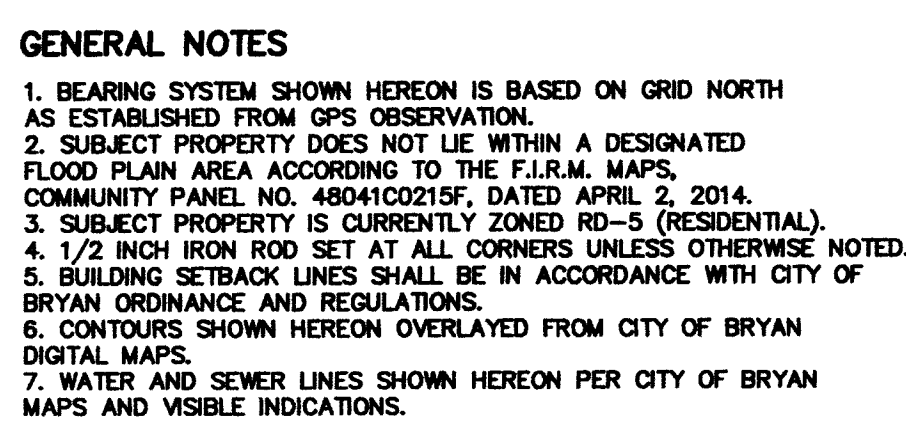 GENERAL NOTES
1. BEARING SYSTEM SHOWN HEREON IS BASED ON GRID NORTH
AS ESTABLISHED FROM GPS OBSERVATION.
2. SUBJECT PROPERTY DOES NOT LIE WITHIN A DESIGNATED
FLOOD PLAIN AREA ACCORDING TO THE F.I.R.M. MAPS,
COMMUNITY PANEL NO. 48041C0215F, DATED APRIL 2, 2014.
3. SUBJECT PROPERTY IS CURRENTLY ZONED RD-5 (RESIDENTIAL).
4. 1/2 INCH IRON ROD SET AT ALL CORNERS UNLESS OTHERWISE NOTED.
5. BUILDING SETBACK LINES SHALL BE IN ACCORDANCE WITH CITY OF
BRYAN ORDINANCE AND REGULATIONS.
6. CONTOURS SHOWN HEREON OVERLAYED FROM CITY OF BRYAN
DIGITAL MAPS.
7. WATER AND SEWER LINES SHOWN HEREON PER CITY OF BRYAN
MAPS AND VISIBLE INDICATIONS.